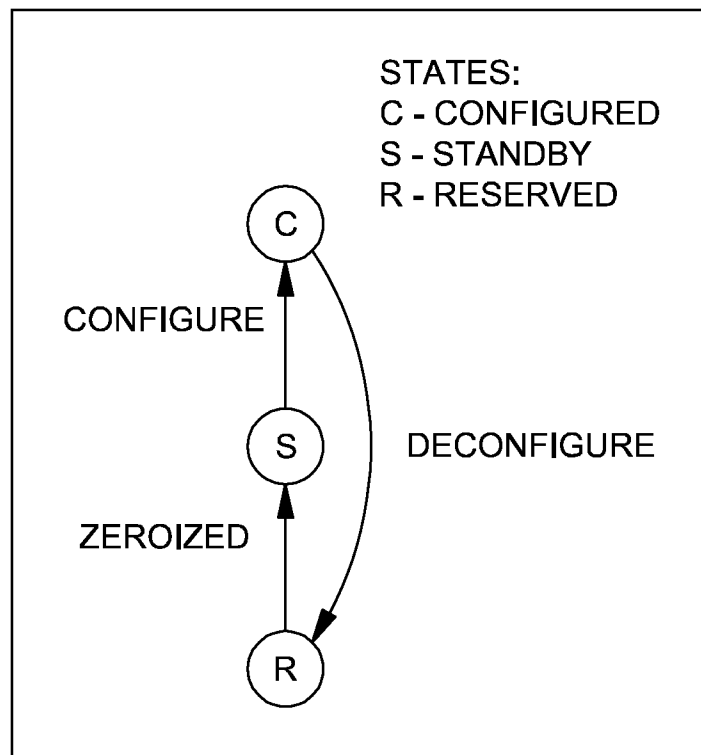 STATES:
C - CONFIGURED
S - STANDBY
R - RESERVED
C
CONFIGURE
S
DECONFIGURE
ZEROIZED
R